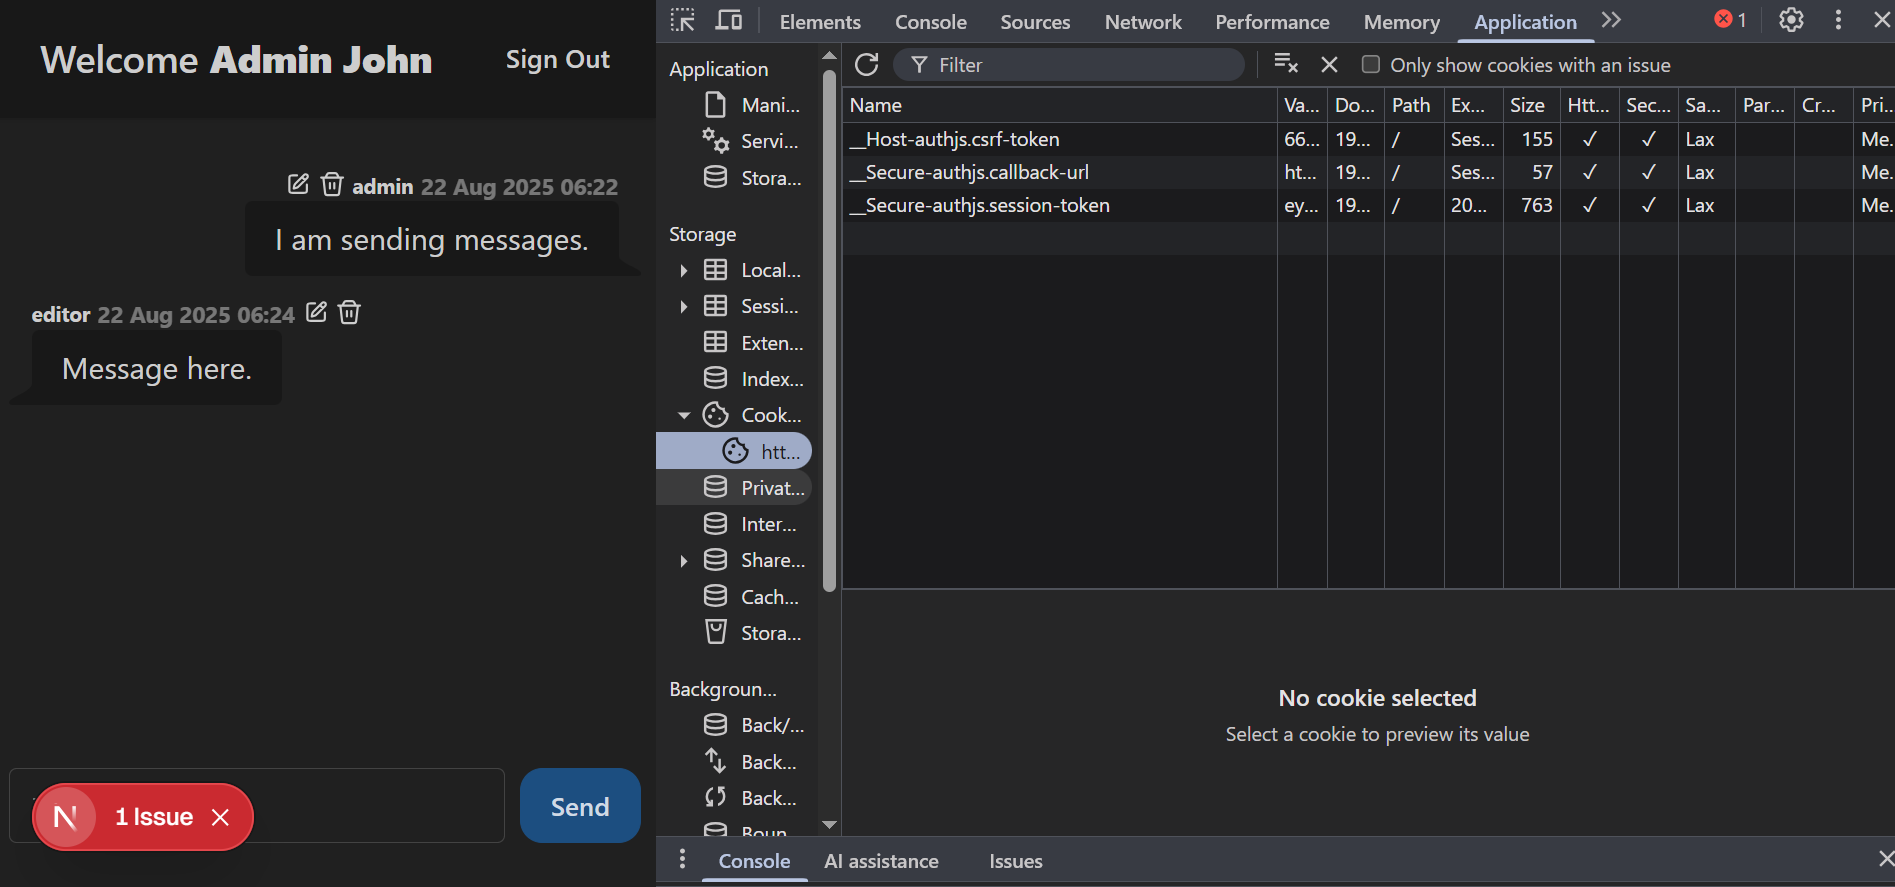 Welcome Admin John
Sign Out
admin 22 Aug 2025 06:22
I am sending messages.
editor 22 Aug 2025 06:24
Message here.
N 1 Issue
Send
Elements Console Sources Network Performance Memory Application 1
Application
Mani...
Servi...
Stora...
Storage
Local...
Sessi...
Exten...
Index...
Cook...
htt...
Privat...
Inter...
Share...
Cach...
Stora...
Backgroun...
Back/...
Back...
Back...
Boun
Filter Only show cookies with an issue
Name Va... Do... Path Ex... Size Htt... Sec... Sa... Par... Cr... Pri...
__Host-authjs.csrf-token 66... 19... / Ses... 155 ✓ ✓ Lax Me.
__Secure-authjs.callback-url ht... 19... / Ses... 57 ✓ ✓ Lax Me.
__Secure-authjs.session-token ey... 19... / 20... 763 ✓ ✓ Lax Me.
No cookie selected
Select a cookie to preview its value
Console AI assistance Issues